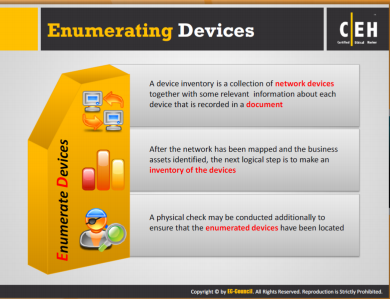 Enumerating Devices
C|EH
Certified Ethical Hacker
A device inventory is a collection of network devices
together with some relevant information about each
device that is recorded in a document
After the network has been mapped and the business
assets identified, the next logical step is to make an
inventory of the devices
A physical check may be conducted additionally to
ensure that the enumerated devices have been located
Enumerate Devices
Copyright © by EC-Council. All Rights Reserved. Reproduction is Strictly Prohibited.